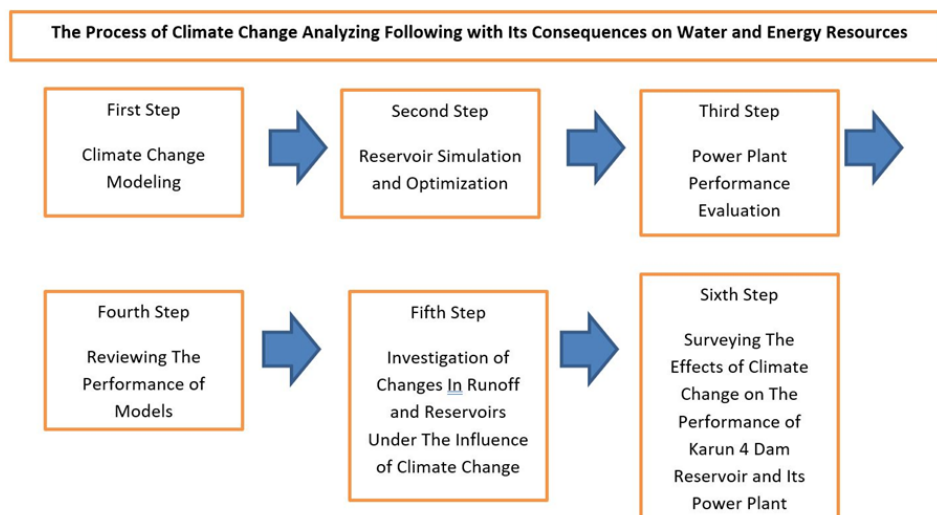 The Process of Climate Change Analyzing Following with Its Consequences on Water and Energy Resources
First Step
Climate Change
Modeling
Second Step
Reservoir Simulation
and Optimization
Third Step
Power Plant
Performance
Evaluation
Fourth Step
Reviewing The
Performance of
Models
Fifth Step
Investigation of
Changes In Runoff
and Reservoirs
Under The Influence
of Climate Change
Sixth Step
Surveying The
Effects of Climate
Change on The
Performance of
Karun 4 Dam
Reservoir and Its
Power Plant